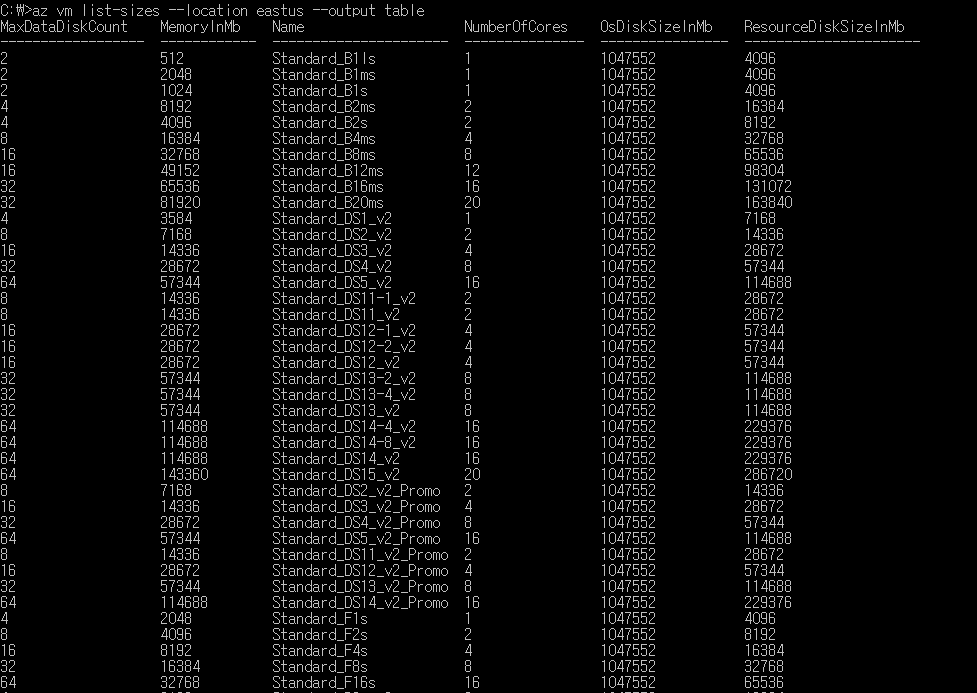 C:\>az vm list-sizes --location eastus --output table
MaxDataDiskCount MemoryInMb Name NumberOfCores OsDiskSizeInMb ResourceDiskSizeInMb
---------------- ---------- ---------------------- --------------- -------------- ----------------------
2 512 Standard_B1ls 1 1047552 4096
2 2048 Standard_B1ms 1 1047552 4096
2 1024 Standard_B1s 1 1047552 4096
4 8192 Standard_B2ms 2 1047552 16384
4 4096 Standard_B2s 2 1047552 8192
8 16384 Standard_B4ms 4 1047552 32768
16 32768 Standard_B8ms 8 1047552 65536
16 49152 Standard_B12ms 12 1047552 98304
32 65536 Standard_B16ms 16 1047552 131072
32 81920 Standard_B20ms 20 1047552 163840
4 3584 Standard_DS1_v2 1 1047552 7168
8 7168 Standard_DS2_v2 2 1047552 14336
16 14336 Standard_DS3_v2 4 1047552 28672
32 28672 Standard_DS4_v2 8 1047552 57344
64 57344 Standard_DS5_v2 16 1047552 114688
8 14336 Standard_DS11-1_v2 2 1047552 28672
8 14336 Standard_DS11_v2 2 1047552 28672
16 28672 Standard_DS12-1_v2 4 1047552 57344
16 28672 Standard_DS12-2_v2 4 1047552 57344
16 28672 Standard_DS12_v2 4 1047552 57344
32 57344 Standard_DS13-2_v2 8 1047552 114688
32 57344 Standard_DS13-4_v2 8 1047552 114688
32 57344 Standard_DS13_v2 8 1047552 114688
64 114688 Standard_DS14-4_v2 16 1047552 229376
64 114688 Standard_DS14-8_v2 16 1047552 229376
64 114688 Standard_DS14_v2 16 1047552 229376
64 143360 Standard_DS15_v2 20 1047552 286720
8 7168 Standard_DS2_v2_Promo 2 1047552 14336
16 14336 Standard_DS3_v2_Promo 4 1047552 28672
32 28672 Standard_DS4_v2_Promo 8 1047552 57344
64 57344 Standard_DS5_v2_Promo 16 1047552 114688
8 14336 Standard_DS11_v2_Promo 2 1047552 28672
16 28672 Standard_DS12_v2_Promo 4 1047552 57344
32 57344 Standard_DS13_v2_Promo 8 1047552 114688
64 114688 Standard_DS14_v2_Promo 16 1047552 229376
4 2048 Standard_F1s 1 1047552 4096
8 4096 Standard_F2s 2 1047552 8192
16 8192 Standard_F4s 4 1047552 16384
32 16384 Standard_F8s 8 1047552 32768
64 32768 Standard_F16s 16 1047552 65536